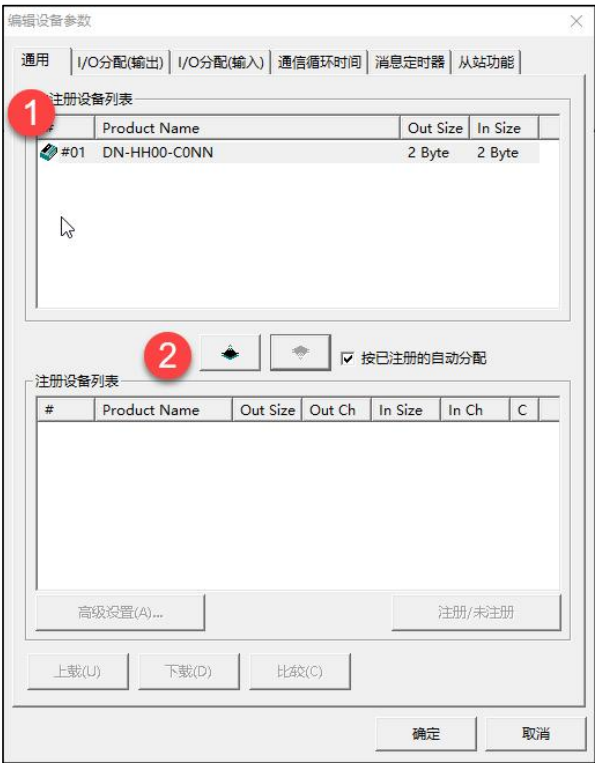 编辑设备参数
通用 I/O分配(输出) I/O分配(输入) 通信循环时间 消息定时器 从站功能
1
注册设备列表
# Product Name Out Size In Size
#01 DN-HH00-C0NN 2 Byte 2 Byte
2
按已注册的自动分配
注册设备列表
# Product Name Out Size Out Ch In Size In Ch C
高级设置(A)... 注册/未注册
上载(U) 下载(D) 比较(C)
确定 取消